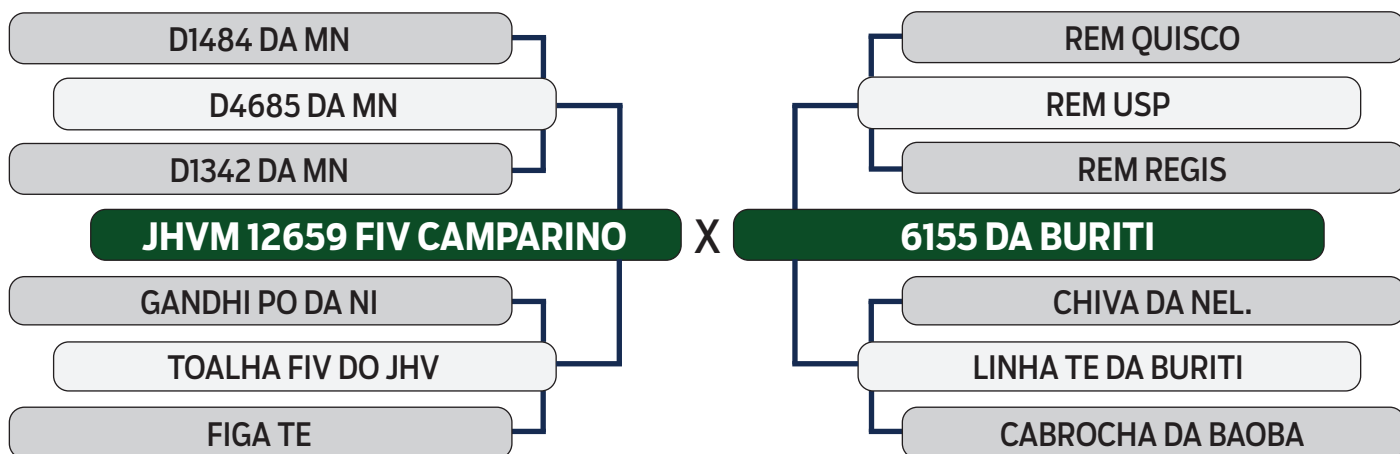 D1484 DA MN
D4685 DA MN
D1342 DA MN
JHVM 12659 FIV CAMPARINO
GANDHI PO DA NI
TOALHA FIV DO JHV
FIGA TE
X
REM QUISCO
REM USP
REM REGIS
6155 DA BURITI
CHIVA DA NEL.
LINHA TE DA BURITI
CABROCHA DA BAOBA